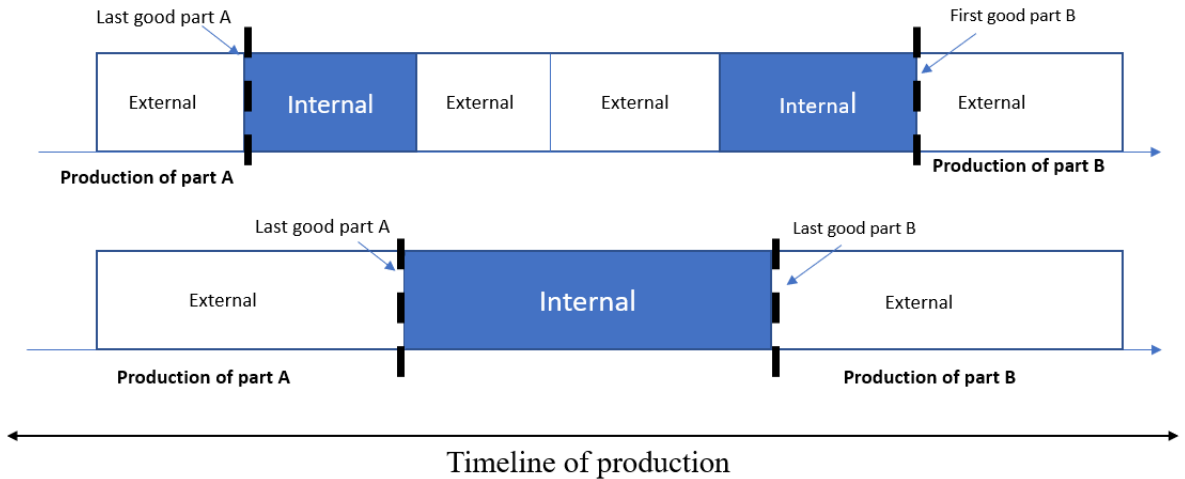 Last good part A
First good part B
External
Internal
External
External
Internal
External
Production of part A
Production of part B
Last good part A
Last good part B
External
Internal
External
Production of part A
Production of part B
Timeline of production